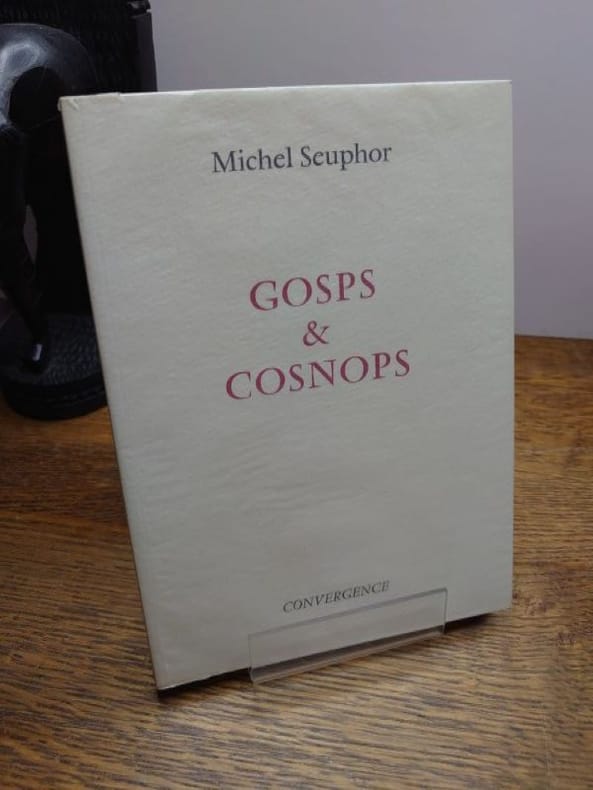 Michel Seuphor
GOSPS
&
COSNOPS
CONVERGENCE